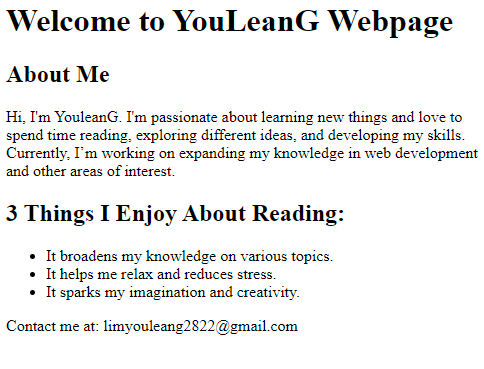 Welcome to YouLeanG Webpage
About Me
Hi, I'm YouleanG. I'm passionate about learning new things and love to
spend time reading, exploring different ideas, and developing my skills.
Currently, I’m working on expanding my knowledge in web development
and other areas of interest.
3 Things I Enjoy About Reading:
• It broadens my knowledge on various topics.
• It helps me relax and reduces stress.
• It sparks my imagination and creativity.
Contact me at: limyouleang2822@gmail.com